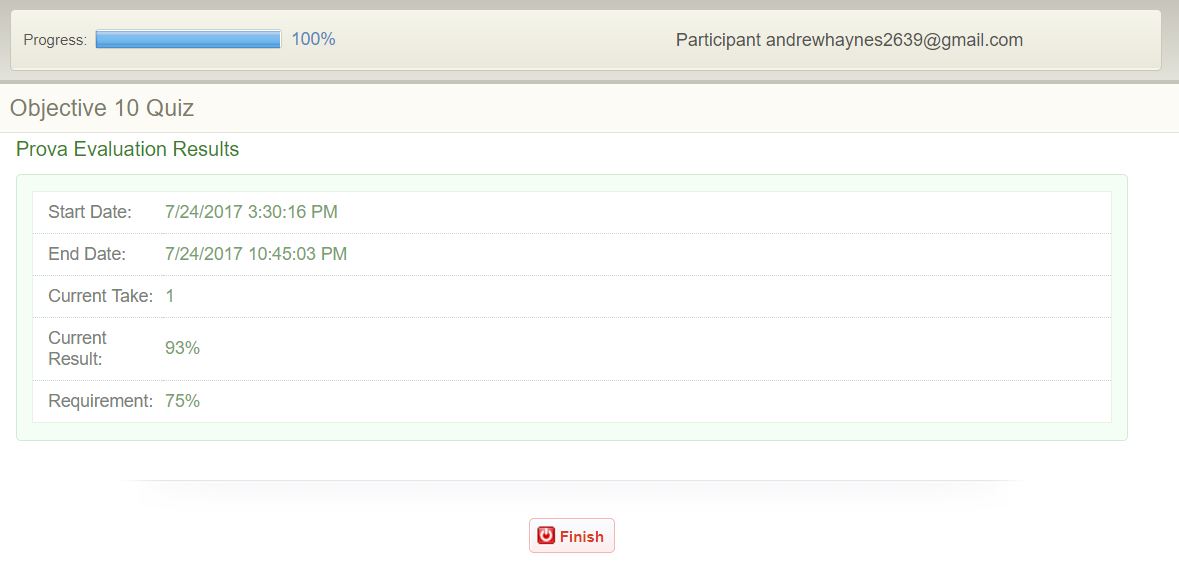 Progress: 100% Participant andrewhaynes2639@gmail.com
Objective 10 Quiz
Prova Evaluation Results
Start Date: 7/24/2017 3:30:16 PM
End Date: 7/24/2017 10:45:03 PM
Current Take: 1
Current
Result: 93%
Requirement: 75%
Finish